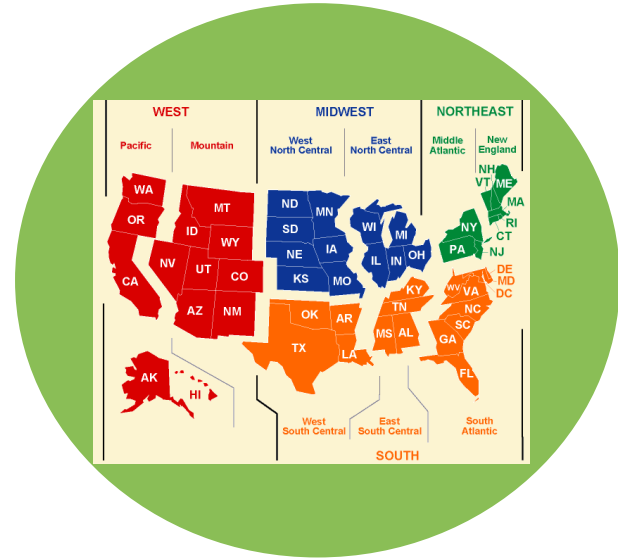 WEST
MIDWEST
NORTHEAST
Pacific
Mountain
West
North Central
East
North Central
Middle
Atlantic
New
England
WA
OR
CA
NV
ID
MT
WY
UT
CO
AZ
NM
AK
HI
ND
SD
NE
KS
MN
IA
MO
WI
MI
IL
IN
OH
NH
VT
ME
MA
RI
CT
NY
PA
NJ
OK
TX
AR
LA
KY
TN
MS
AL
DE
MD
DC
WV
VA
NC
SC
GA
FL
West
South Central
East
South Central
South
Atlantic
SOUTH